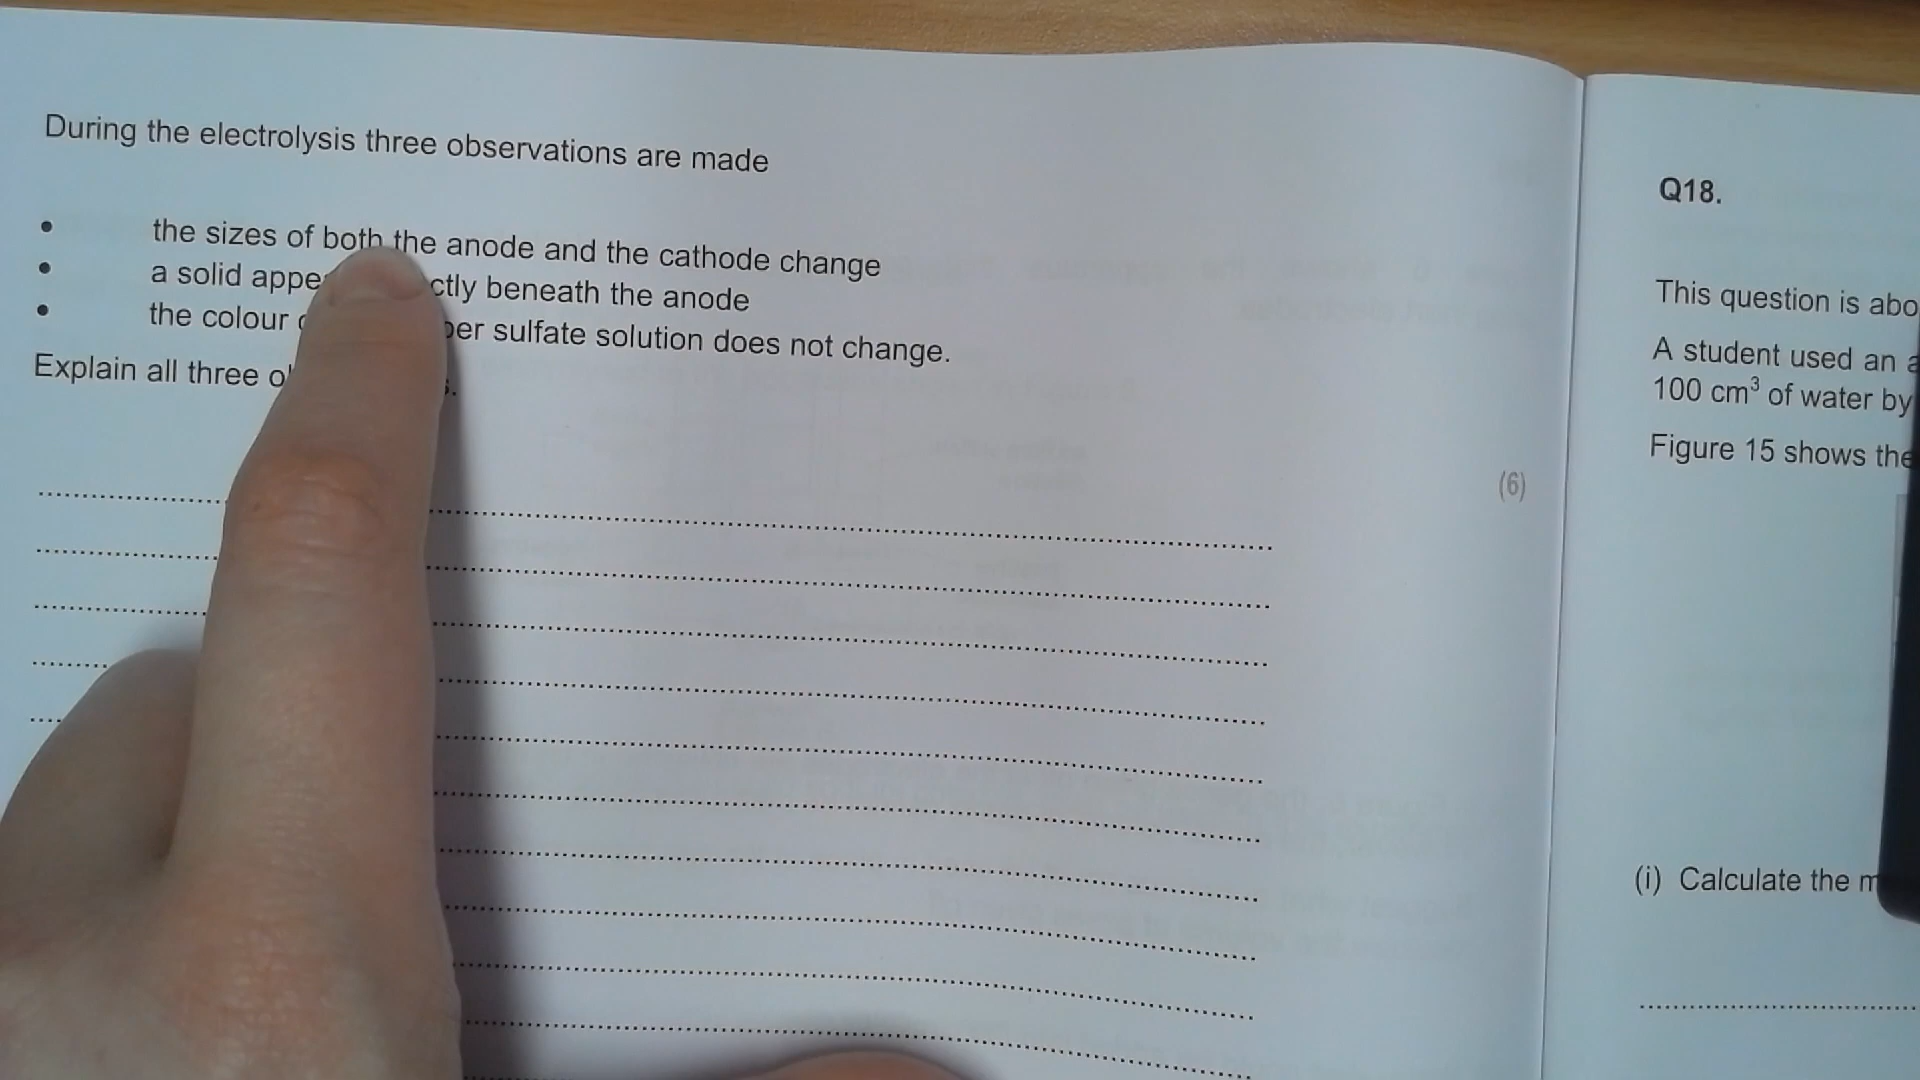 During the electrolysis three observations are made
• the sizes of both the anode and the cathode change
• a solid appe ctly beneath the anode
• the colour per sulfate solution does not change.
Explain all three
(6)
Q18.
This question is abo
A student used an a
100 cm³ of water by
Figure 15 shows the
(i) Calculate the m